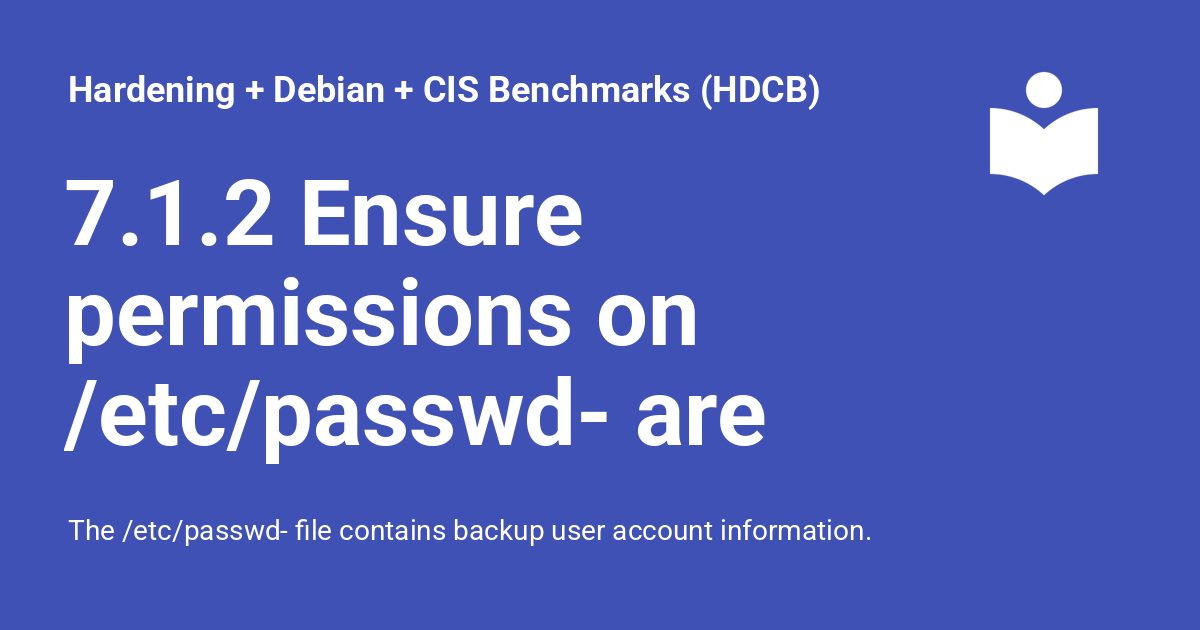 Hardening + Debian + CIS Benchmarks (HDCB)
7.1.2 Ensure
permissions on
/etc/passwd- are
The /etc/passwd- file contains backup user account information.